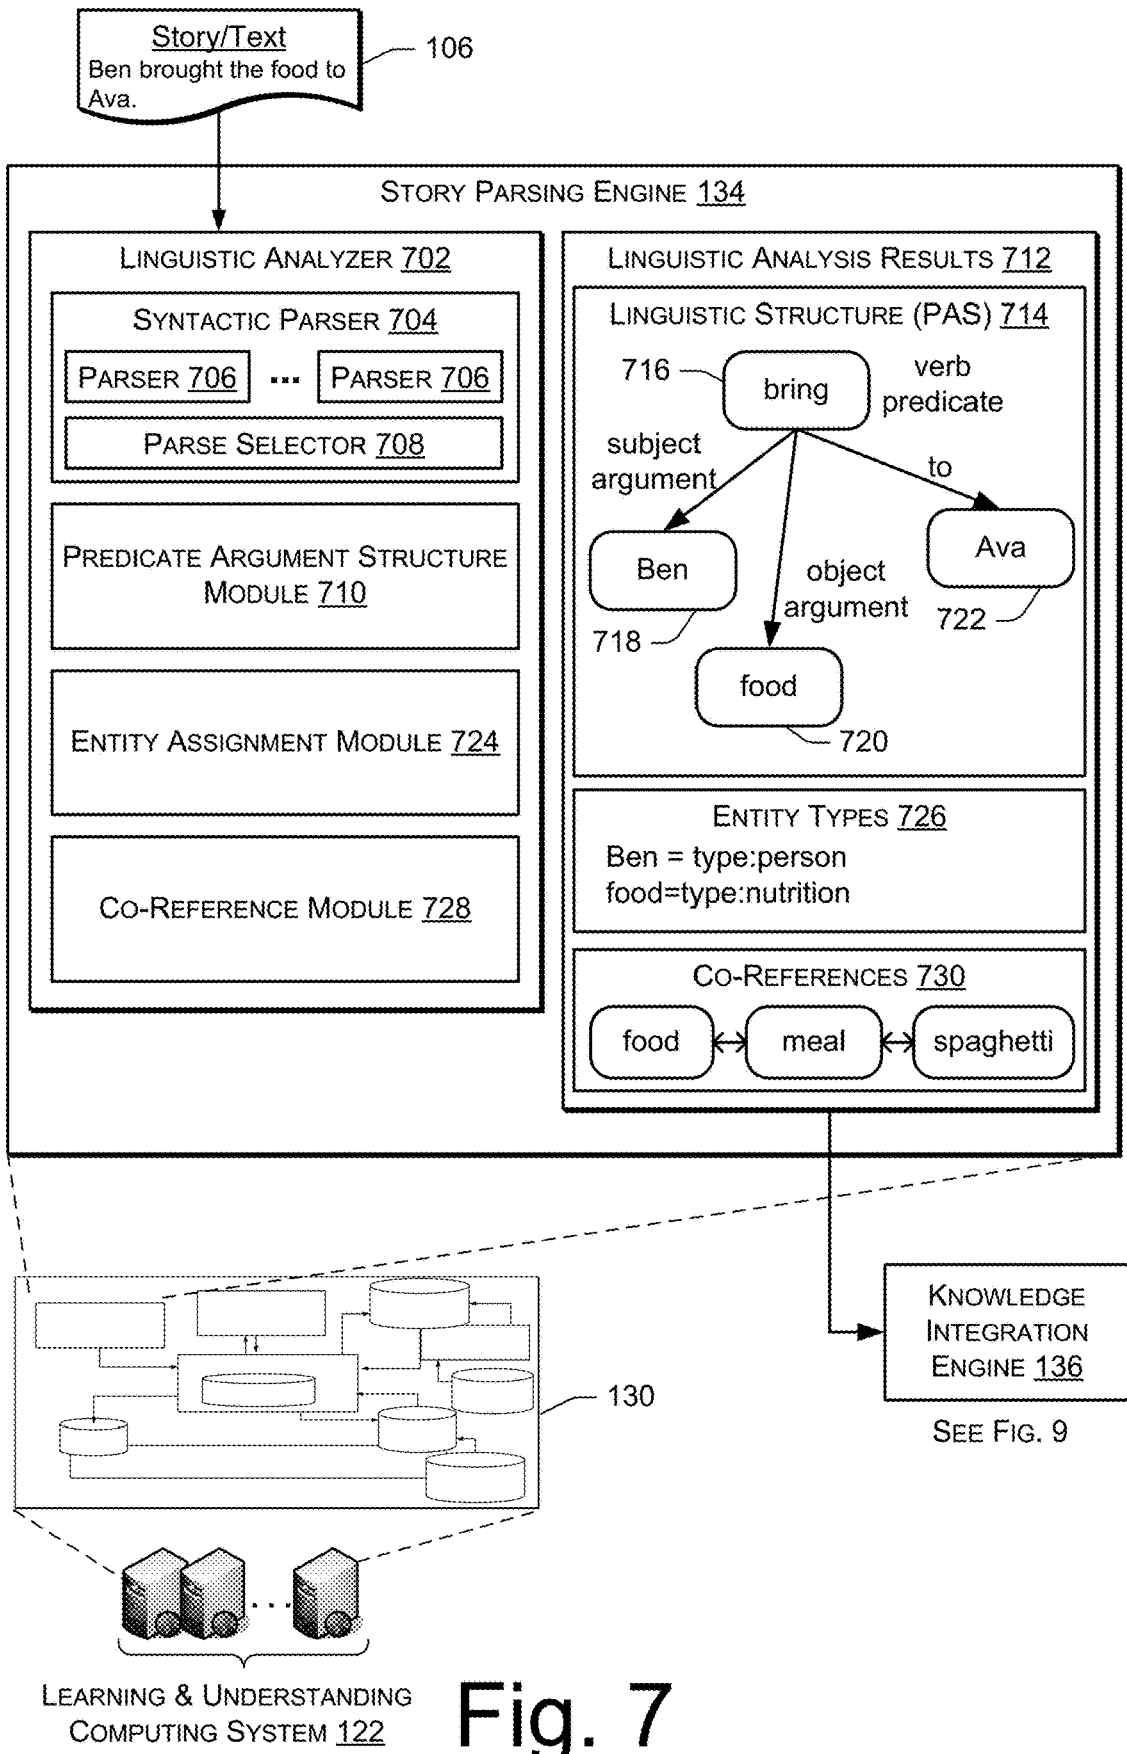 Story/Text
Ben brought the food to
Ava.
106
STORY PARSING ENGINE 134
LINGUISTIC ANALYZER 702
SYNTACTIC PARSER 704
PARSER 706 ... PARSER 706
PARSE SELECTOR 708
PREDICATE ARGUMENT STRUCTURE
MODULE 710
ENTITY ASSIGNMENT MODULE 724
CO-REFERENCE MODULE 728
LINGUISTIC ANALYSIS RESULTS 712
LINGUISTIC STRUCTURE (PAS) 714
716
bring
verb
predicate
subject
argument
to
Ben
718
object
argument
Ava
722
food
720
ENTITY TYPES 726
Ben = type:person
food=type:nutrition
CO-REFERENCES 730
food meal spaghetti
KNOWLEDGE
INTEGRATION
ENGINE 136
SEE FIG. 9
130
...
LEARNING & UNDERSTANDING
COMPUTING SYSTEM 122
Fig. 7